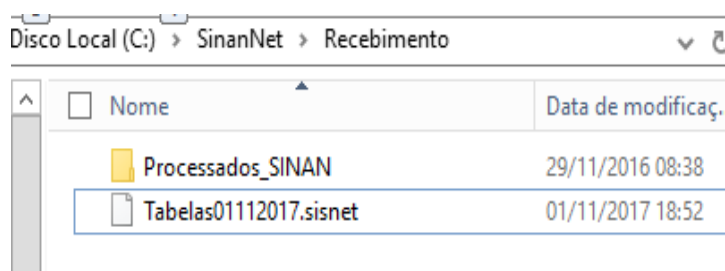 Disco Local (C:) > SinanNet > Recebimento
Nome Data de modificaç.
Processados_SINAN 29/11/2016 08:38
Tabelas01112017.sisnet 01/11/2017 18:52